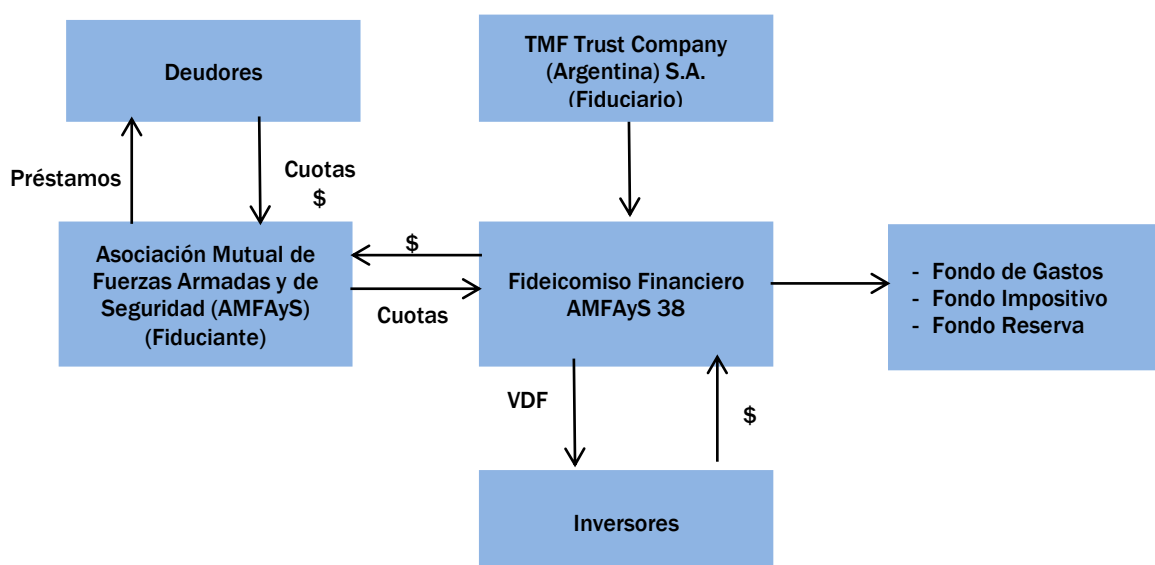 Deudores
TMF Trust Company
(Argentina) S.A.
(Fiduciario)
Préstamos
Cuotas
$
Asociación Mutual de
Fuerzas Armadas y de
Seguridad (AMFAyS)
(Fiduciante)
$
Cuotas
Fideicomiso Financiero
AMFAyS 38
- Fondo de Gastos
- Fondo Impositivo
- Fondo Reserva
VDF
$
Inversores